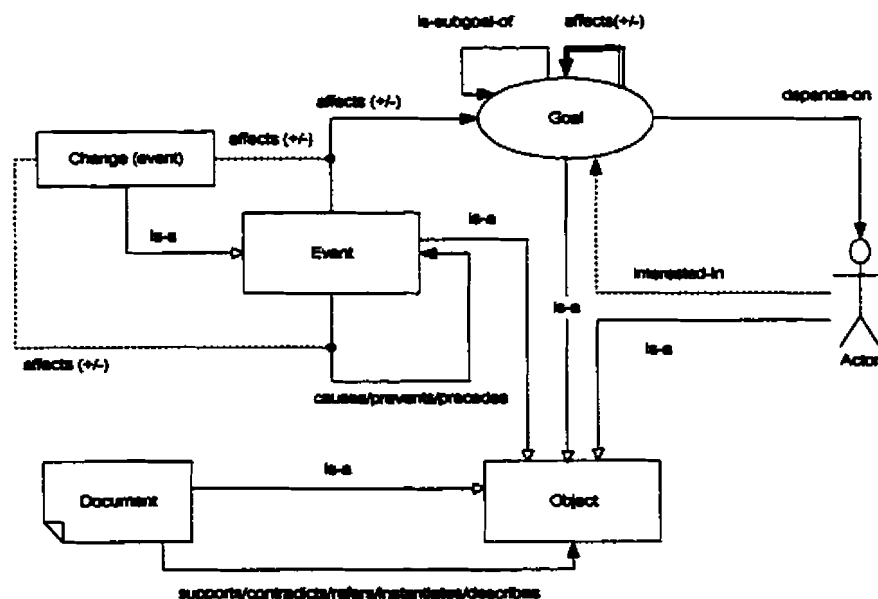 is-subgoal-of
affects(+/-)
affects (+/-)
Goal
depends-on
affects (+/-)
Change (event)
is-a
is-a
Event
interested-in
is-a
is-a
Actor
affects (+/-)
causes/prevents/precedes
is-a
Document
Object
supports/contradicts/refers/instantiates/describes